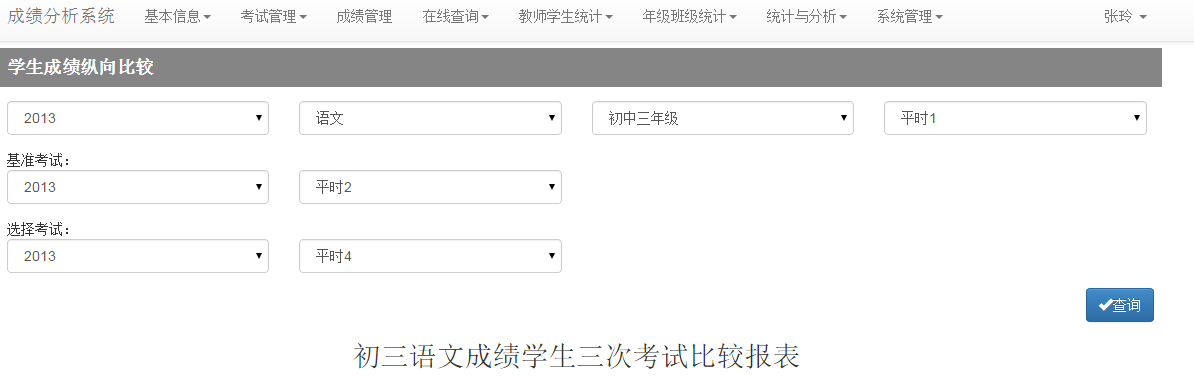 成绩分析系统 基本信息 考试管理 成绩管理 在线查询 教师学生统计 年级班级统计 统计与分析 系统管理 张玲
学生成绩纵向比较
2013 语文 初中三年级 平时1
基准考试：
2013 平时2
选择考试：
2013 平时4
查询
初三语文成绩学生三次考试比较报表